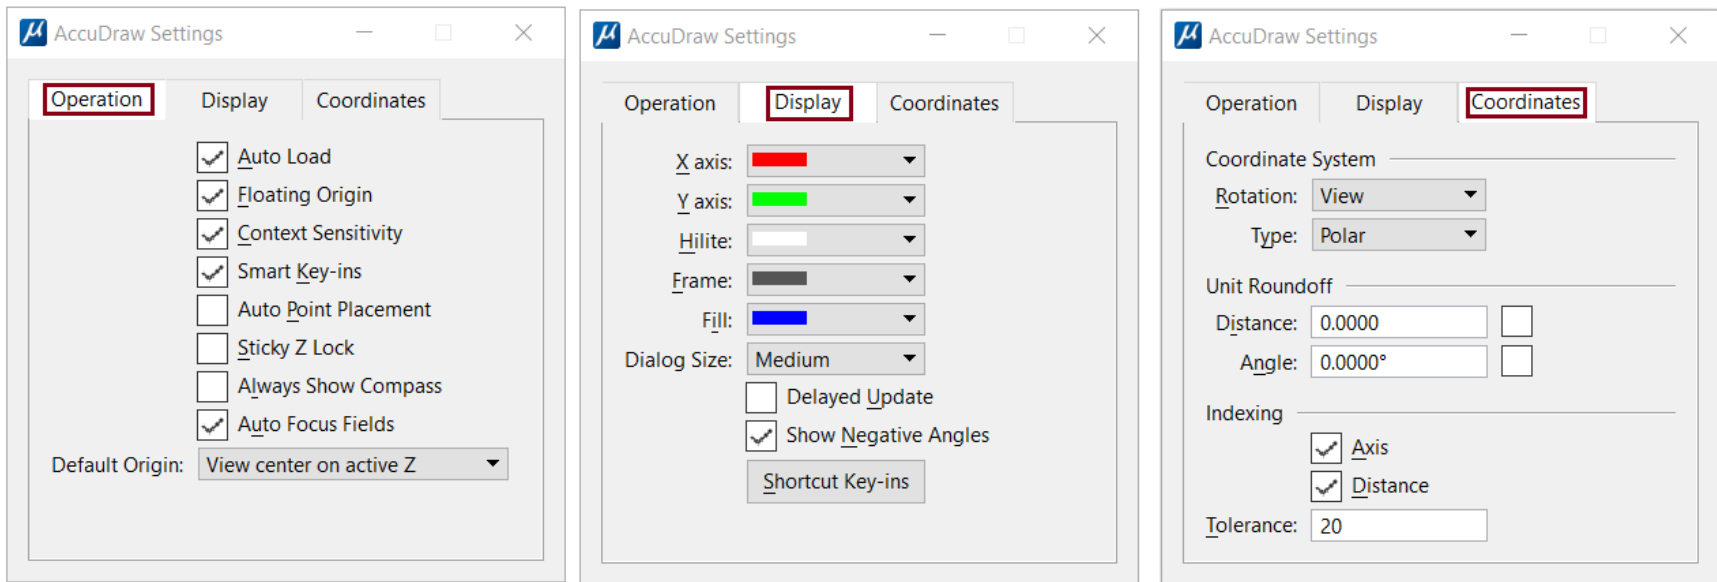 AccuDraw Settings
Operation Display Coordinates
Auto Load
Floating Origin
Context Sensitivity
Smart Key-ins
Auto Point Placement
Sticky Z Lock
Always Show Compass
Auto Focus Fields
Default Origin: View center on active Z
AccuDraw Settings
Operation Display Coordinates
X axis:
Y axis:
Hilite:
Frame:
Fill:
Dialog Size: Medium
Delayed Update
Show Negative Angles
Shortcut Key-ins
AccuDraw Settings
Operation Display Coordinates
Coordinate System
Rotation: View
Type: Polar
Unit Roundoff
Distance: 0.0000
Angle: 0.0000°
Indexing
Axis
Distance
Tolerance: 20